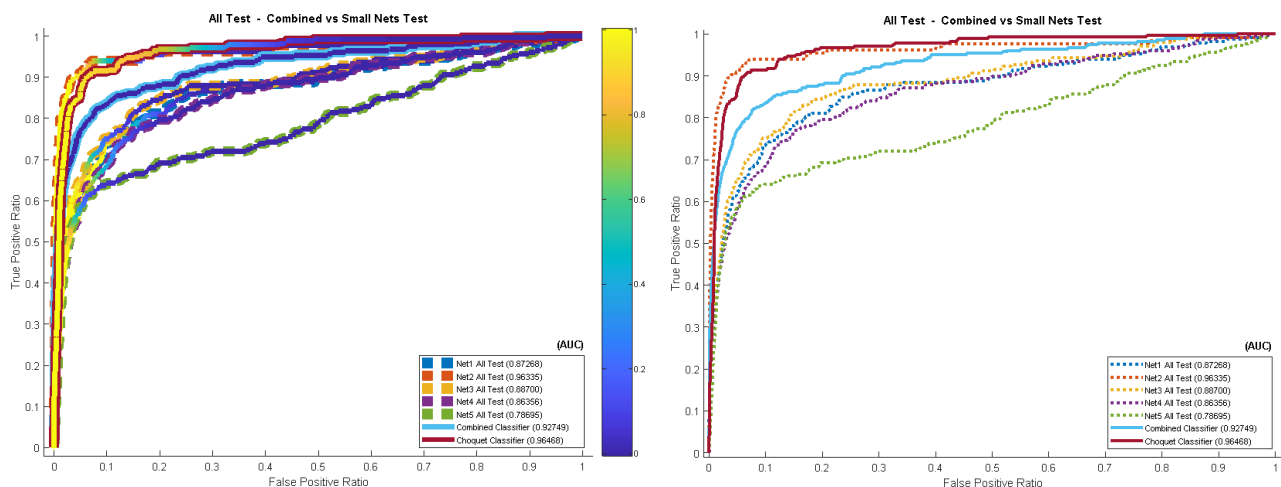 All Test - Combined vs Small Nets Test
True Positive Ratio
1
0.9
0.8
0.7
0.6
0.5
0.4
0.3
0.2
0.1
0
0 0.1 0.2 0.3 0.4 0.5 0.6 0.7 0.8 0.9 1
False Positive Ratio
(AUC)
Net1 All Test (0.87268)
Net2 All Test (0.96335)
Net3 All Test (0.88700)
Net4 All Test (0.86356)
Net5 All Test (0.78695)
Combined Classifier (0.92749)
Choquet Classifier (0.96468)
1
0.8
0.6
0.4
0.2
0
All Test - Combined vs Small Nets Test
True Positive Ratio
1
0.9
0.8
0.7
0.6
0.5
0.4
0.3
0.2
0.1
0
0 0.1 0.2 0.3 0.4 0.5 0.6 0.7 0.8 0.9 1
False Positive Ratio
(AUC)
Net1 All Test (0.87268)
Net2 All Test (0.96335)
Net3 All Test (0.88700)
Net4 All Test (0.86356)
Net5 All Test (0.78695)
Combined Classifier (0.92749)
Choquet Classifier (0.96468)